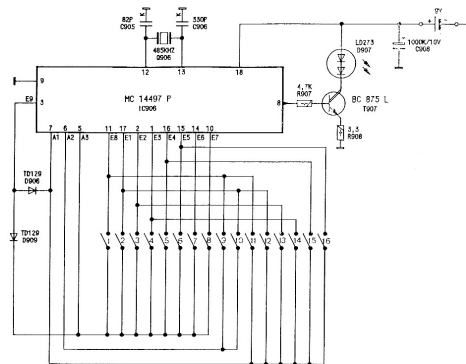 82P
C905
530P
C906
485KHZ
Q906
9V
LD273
D907
1000K/10V
C908
12
13
18
9
E9
3
MC 14497 P
IC906
8
4,7K
R907
BC 875 L
T907
3,3
R908
7 6 5 11 17 2 1 16 15 14 10
A1 A2 A3 E8 E1 E2 E3 E4 E5 E6 E7
TD129
D906
TD129
D909
1 2 3 4 5 6 7 8 9 10 11 12 13 14 15 16